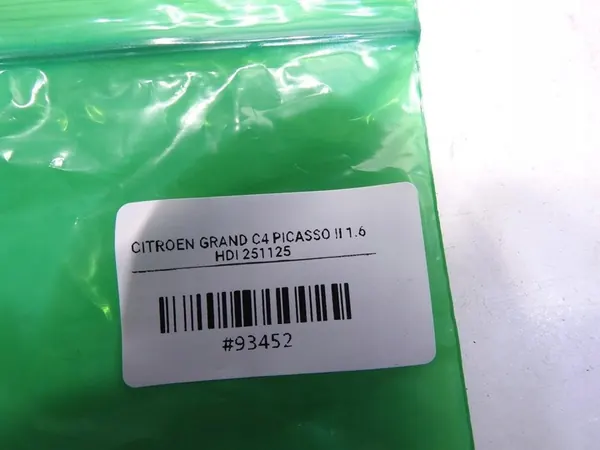 CITROEN GRAND C4 PICASSO II 1.6
HDI 251125
#93452